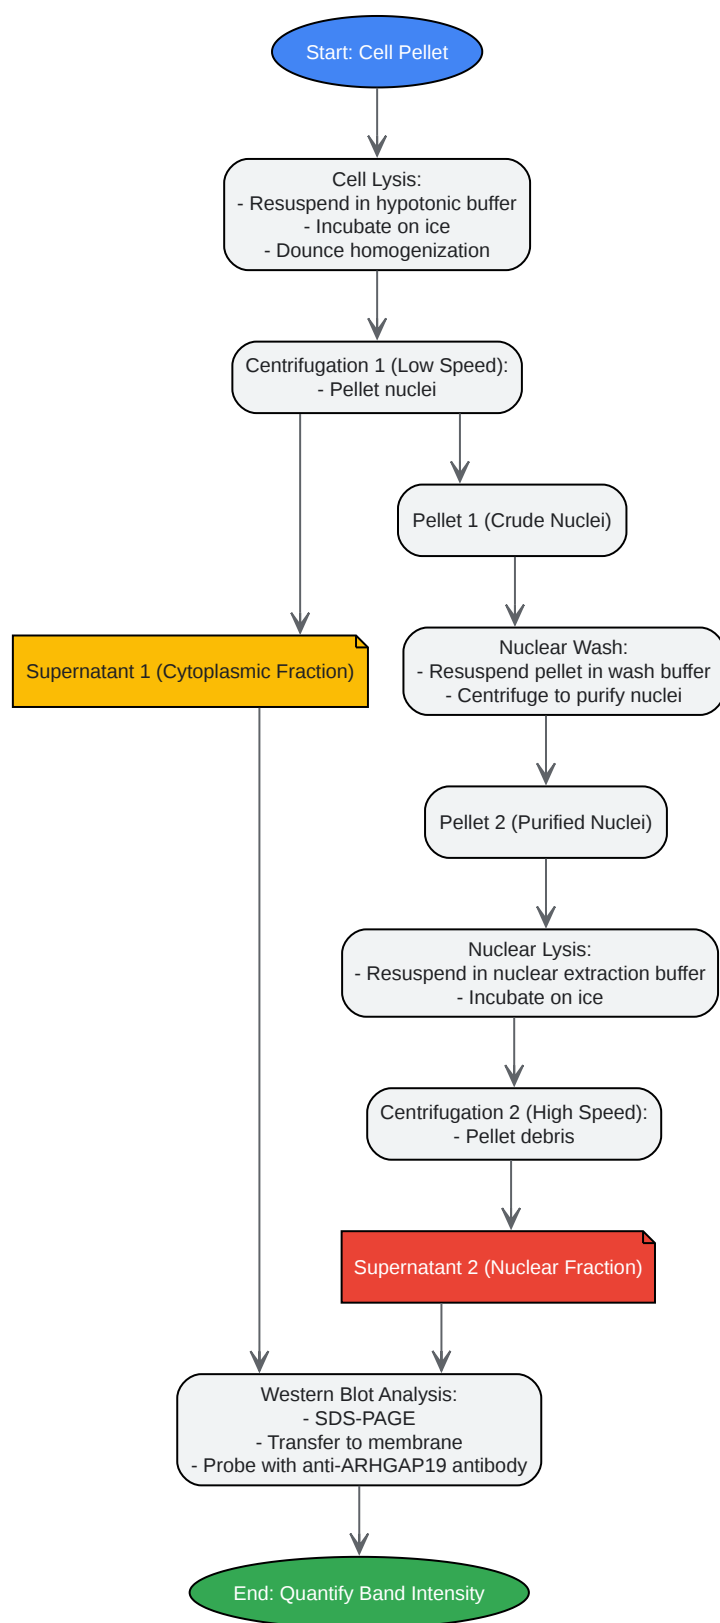 Start: Cell Pellet
Cell Lysis:
- Resuspend in hypotonic buffer
- Incubate on ice
- Dounce homogenization
Centrifugation 1 (Low Speed):
- Pellet nuclei
Pellet 1 (Crude Nuclei)
Supernatant 1 (Cytoplasmic Fraction)
Nuclear Wash:
- Resuspend pellet in wash buffer
- Centrifuge to purify nuclei
Pellet 2 (Purified Nuclei)
Nuclear Lysis:
- Resuspend in nuclear extraction buffer
- Incubate on ice
Centrifugation 2 (High Speed):
- Pellet debris
Supernatant 2 (Nuclear Fraction)
Western Blot Analysis:
- SDS-PAGE
- Transfer to membrane
- Probe with anti-ARHGAP19 antibody
End: Quantify Band Intensity